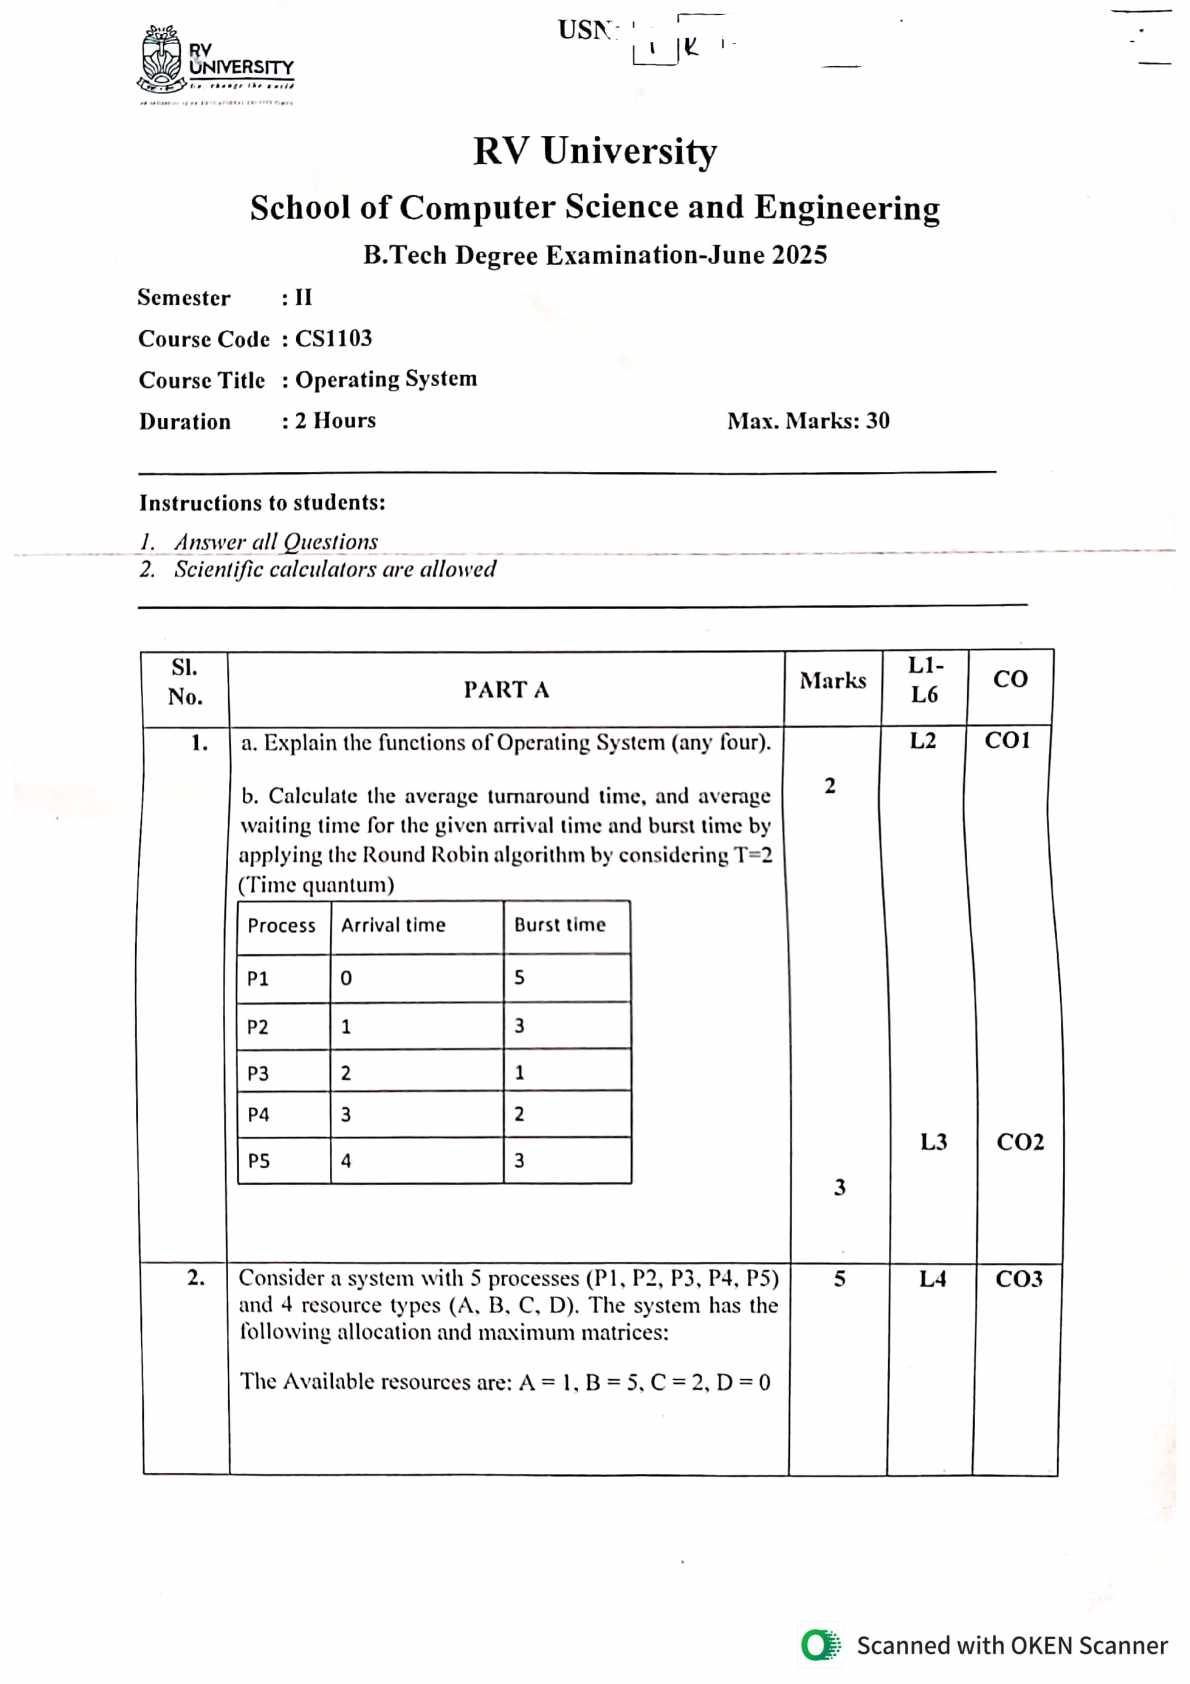 RV
UNIVERSITY
Go, change the world
USN:
RV University
School of Computer Science and Engineering
B.Tech Degree Examination-June 2025
Semester : II
Course Code : CS1103
Course Title : Operating System
Duration : 2 Hours Max. Marks: 30
Instructions to students:
1. Answer all Questions
2. Scientific calculators are allowed
Sl. No. PART A Marks L1-L6 CO
1. a. Explain the functions of Operating System (any four). 2 L2 CO1
b. Calculate the average turnaround time, and average
waiting time for the given arrival time and burst time by
applying the Round Robin algorithm by considering T=2
(Time quantum)
Process Arrival time Burst time
P1 0 5
P2 1 3
P3 2 1
P4 3 2
P5 4 3
3 L3 CO2
2. Consider a system with 5 processes (P1, P2, P3, P4, P5) 5 L4 CO3
and 4 resource types (A, B, C, D). The system has the
following allocation and maximum matrices:
The Available resources are: A = 1, B = 5, C = 2, D = 0
Scanned with OKEN Scanner